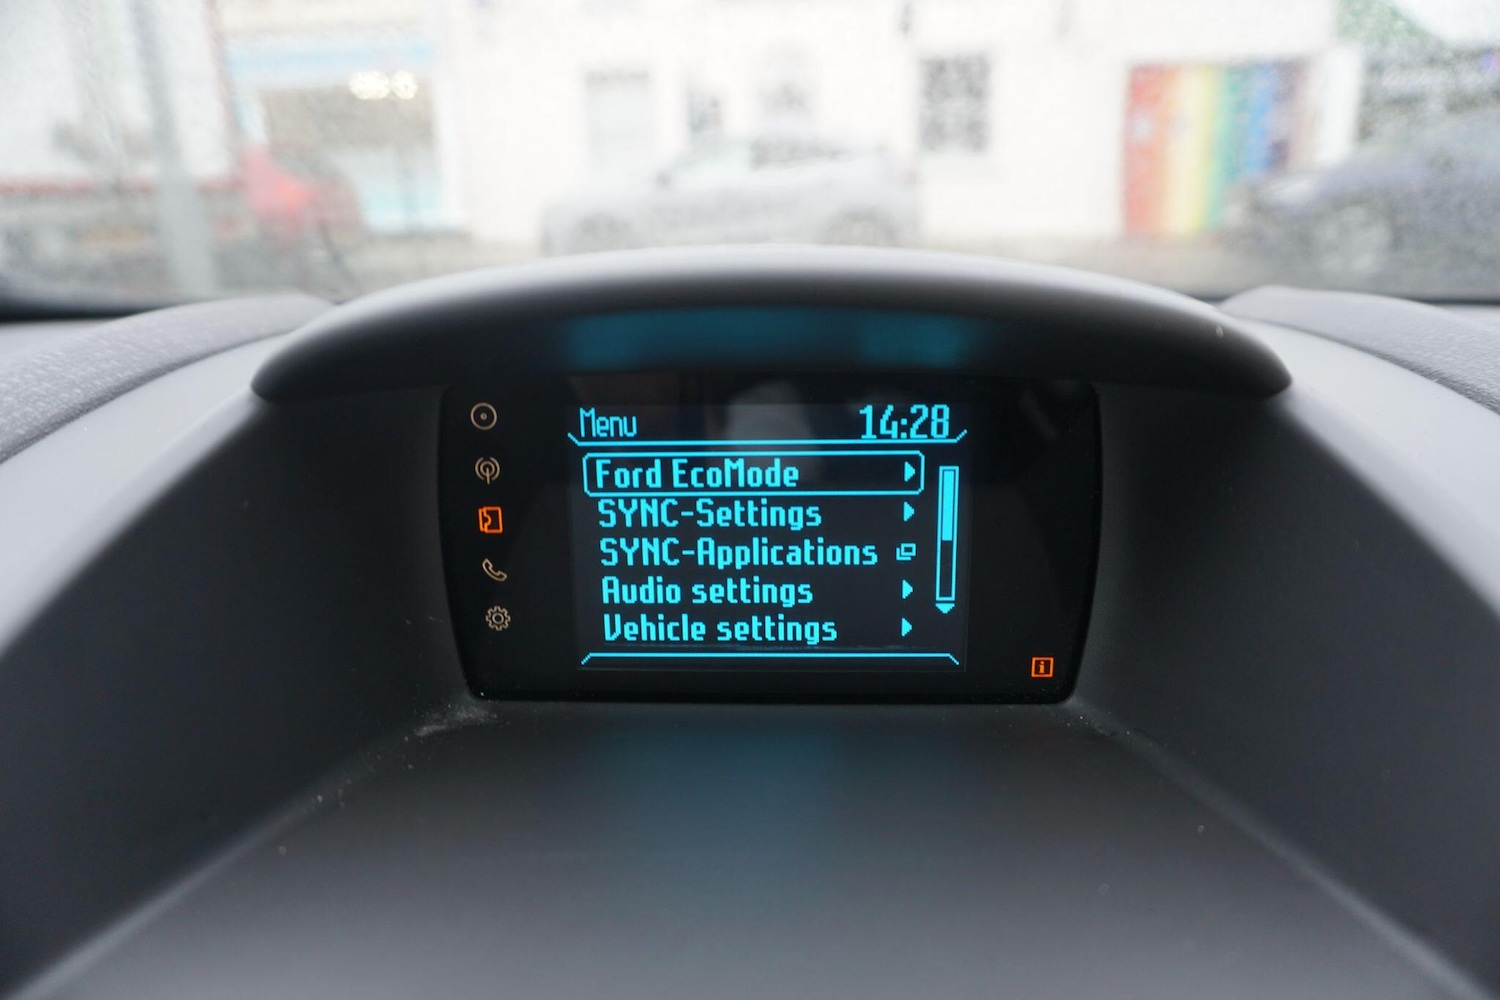 Menu 14:28
Ford EcoMode
SYNC-Settings
SYNC-Applications
Audio settings
Vehicle settings
i